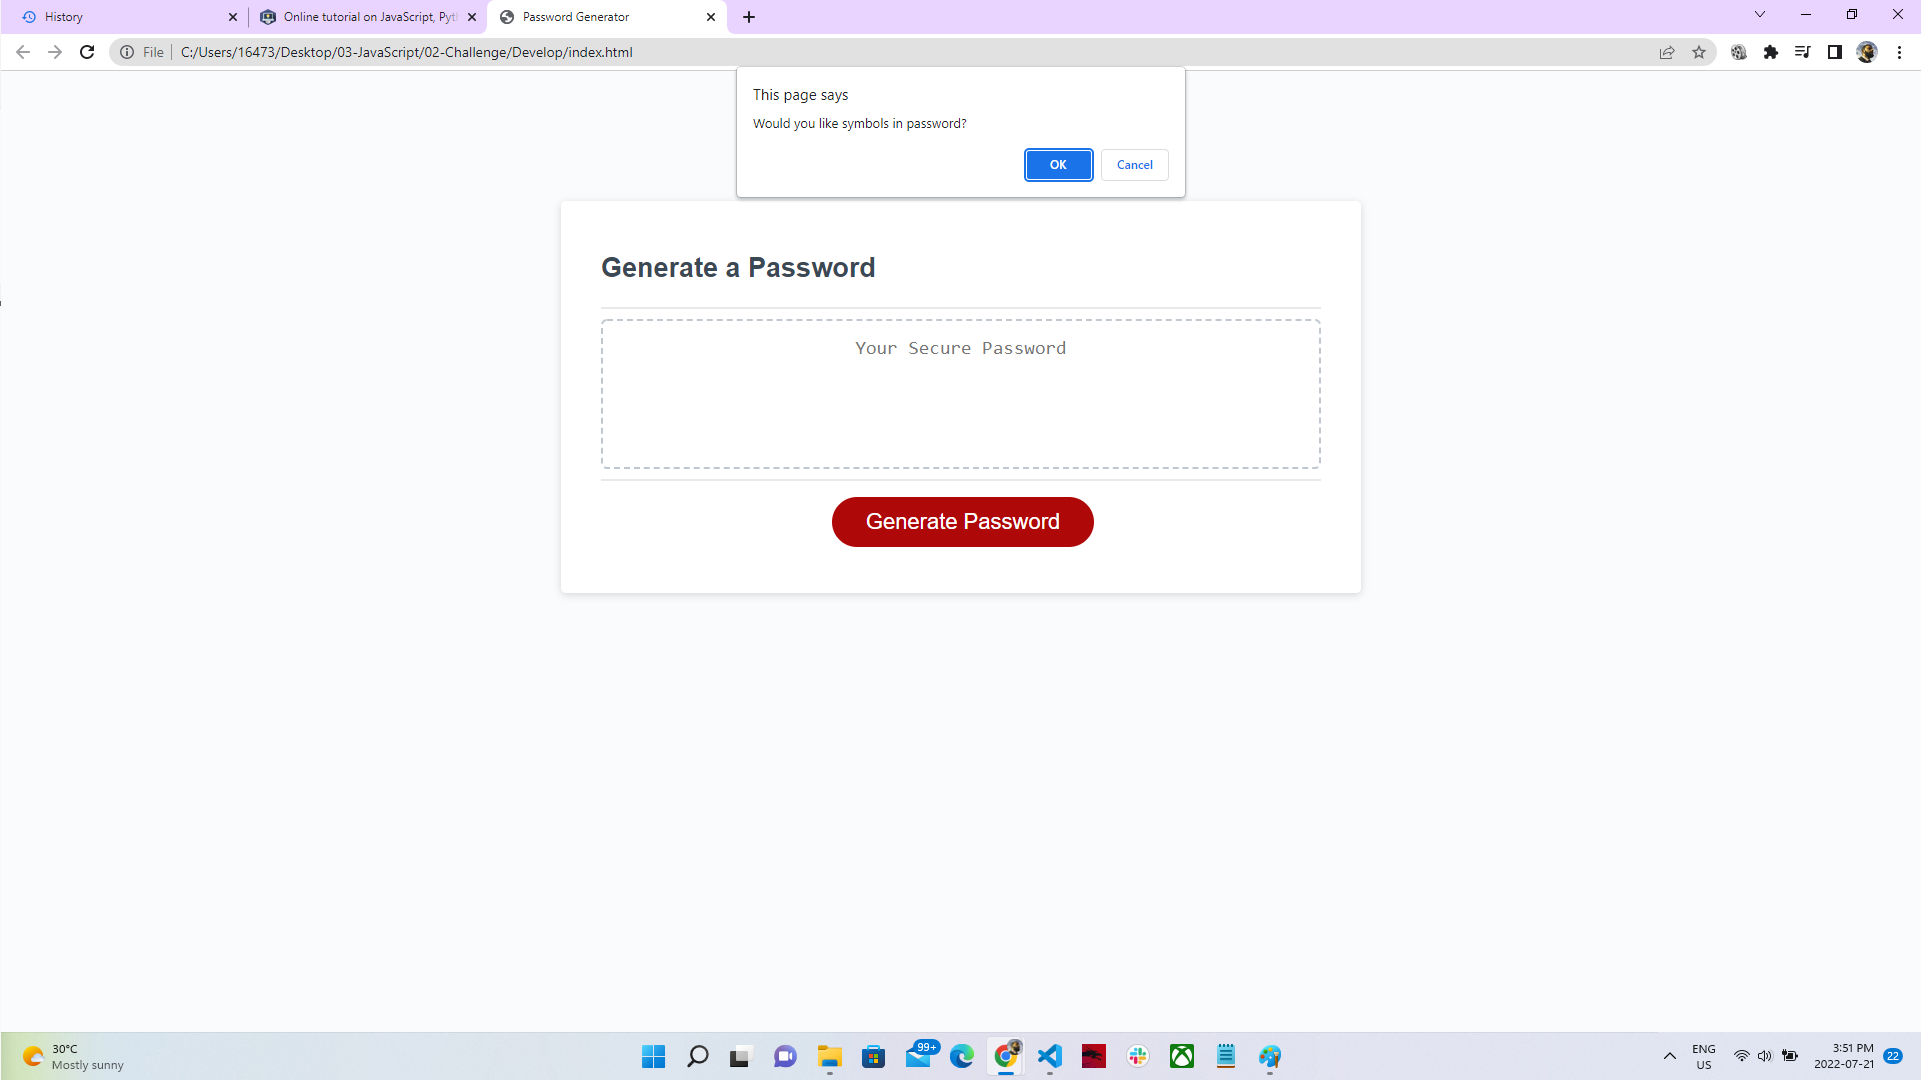 History
Online tutorial on JavaScript, Pyt
Password Generator
File
C:/Users/16473/Desktop/03-JavaScript/02-Challenge/Develop/index.html
This page says
Would you like symbols in password?
OK
Cancel
Generate a Password
Your Secure Password
Generate Password
30°C
Mostly sunny
99+
ENG
US
3:51 PM
2022-07-21
22